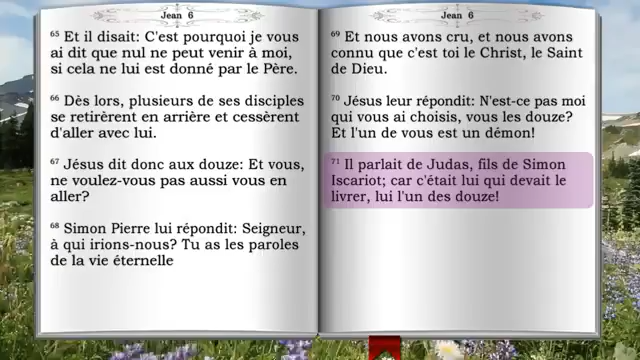 Jean 6
65 Et il disait: C'est pourquoi je vous
ai dit que nul ne peut venir à moi,
si cela ne lui est donné par le Père.
66 Dès lors, plusieurs de ses disciples
se retirèrent en arrière et cessèrent
d'aller avec lui.
67 Jésus dit donc aux douze: Et vous,
ne voulez-vous pas aussi vous en
aller?
68 Simon Pierre lui répondit: Seigneur,
à qui irions-nous? Tu as les paroles
de la vie éternelle
Jean 6
69 Et nous avons cru, et nous avons
connu que c'est toi le Christ, le Saint
de Dieu.
70 Jésus leur répondit: N'est-ce pas moi
qui vous ai choisis, vous les douze?
Et l'un de vous est un démon!
71 Il parlait de Judas, fils de Simon
Iscariot; car c'était lui qui devait le
livrer, lui l'un des douze!